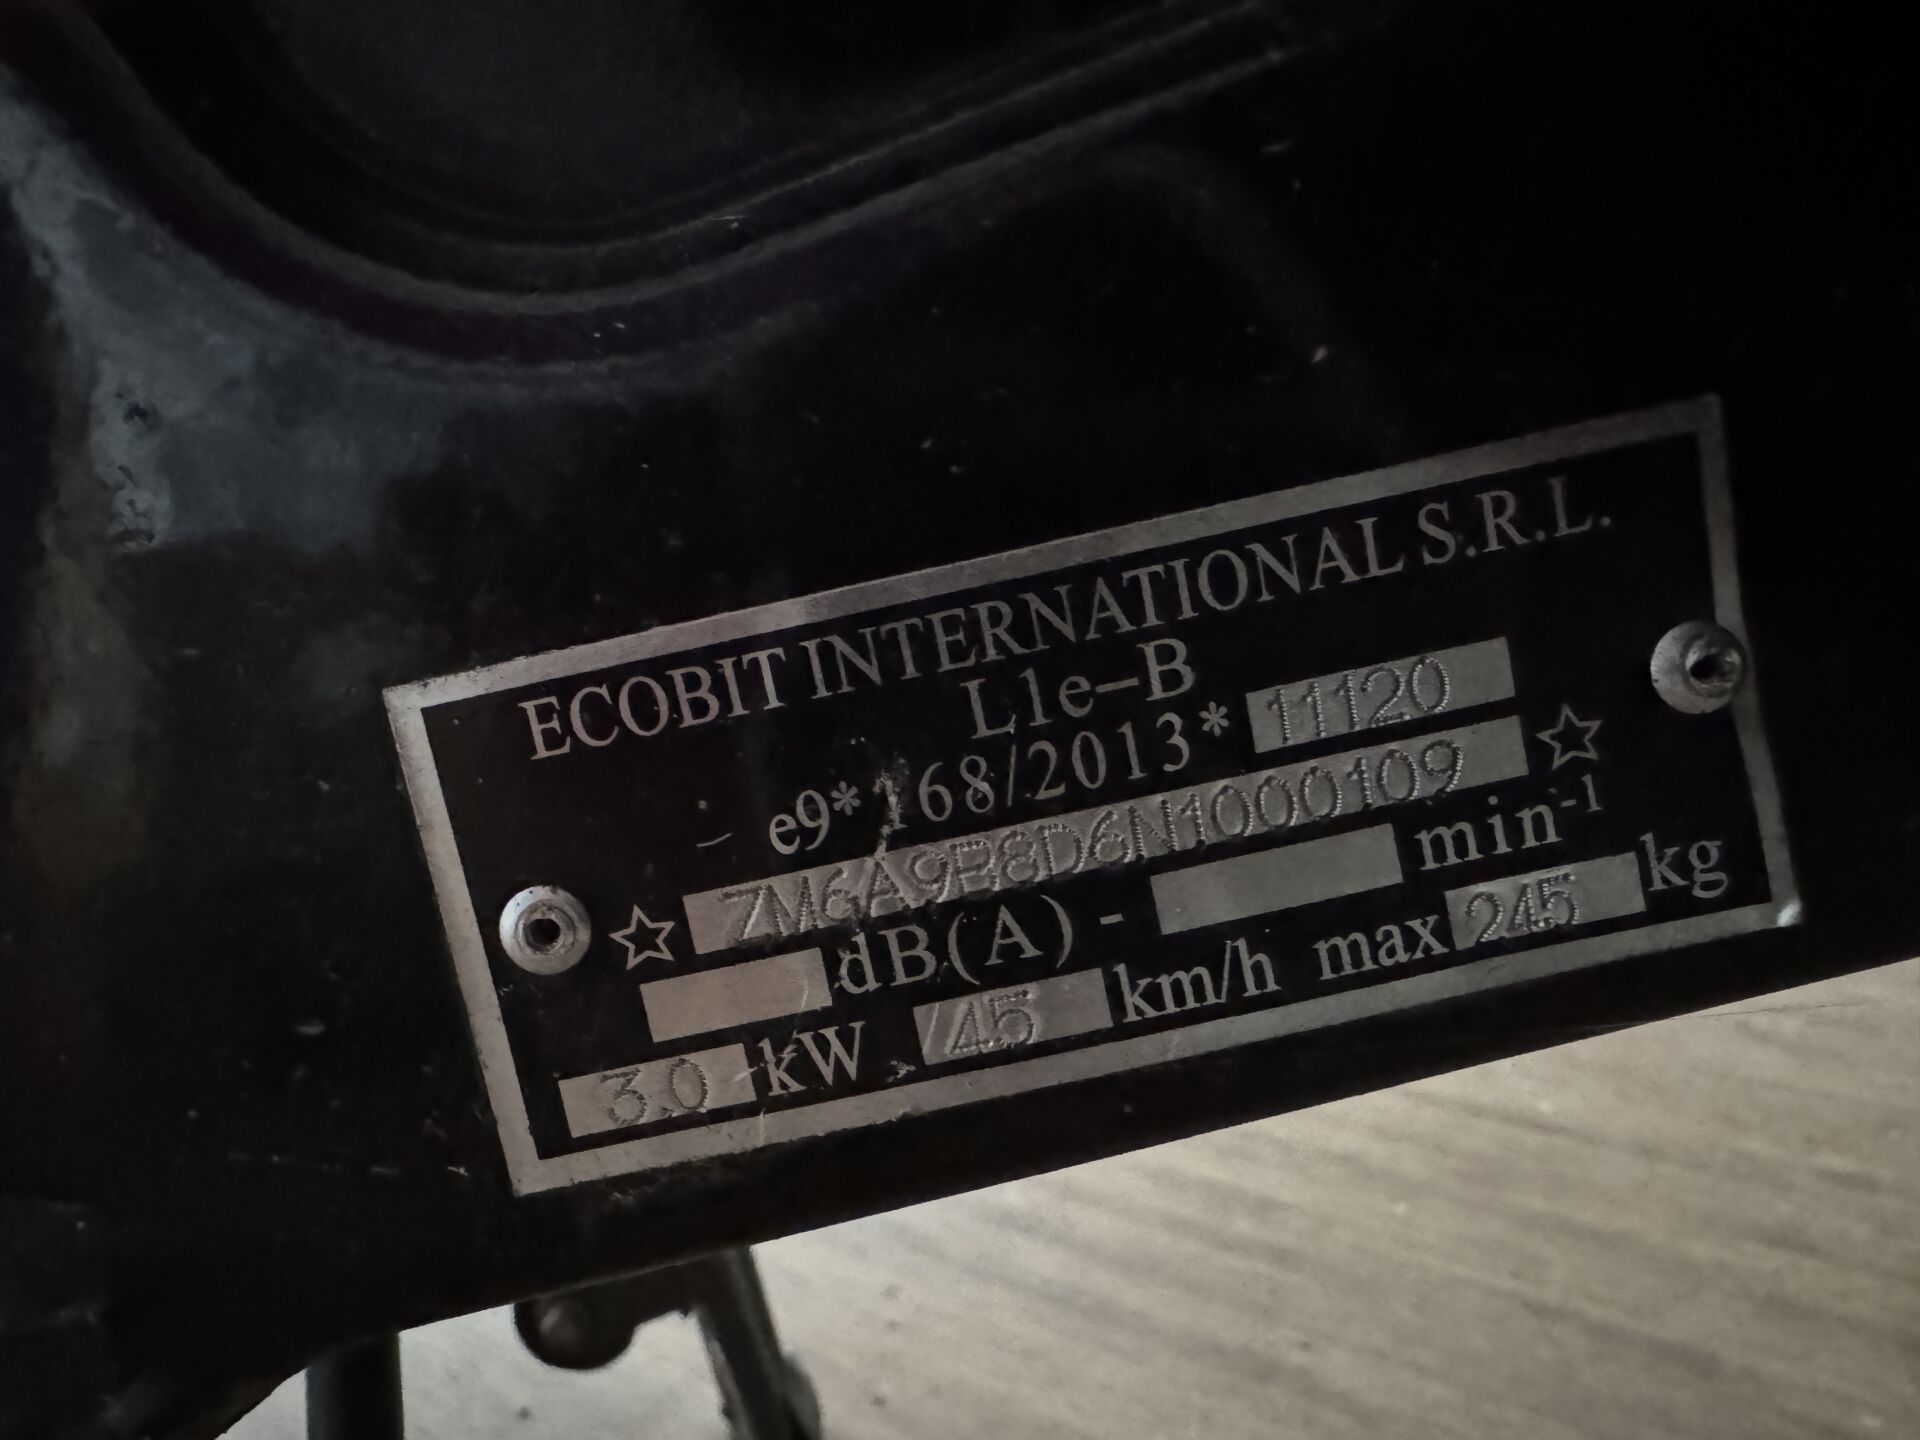 ECOBIT INTERNATIONAL S.R.L.
L1e-B
e9*168/2013*11120
☆ ZM6A9B8D6N1000109 ☆
dB(A) - min⁻¹
3.0 kW 45 km/h max 245 kg